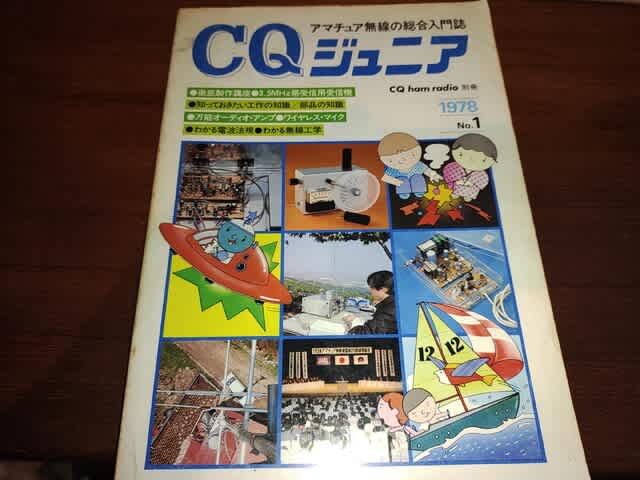 アマチュア無線の総合入門誌
CQ ジュニア
CQ ham radio 別冊
1978
No.1
●徹底製作講座●3.5MHz帯受信用受信機
●知っておきたい工作の知識/部品の知識
●万能オーディオ・アンプ●ワイヤレス・マイク
●わかる電波法規●わかる無線工学
12
12